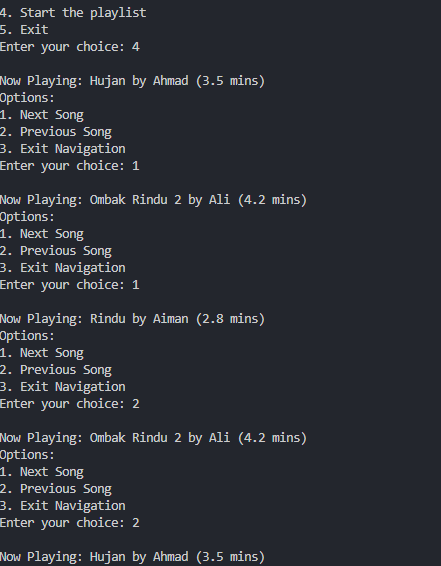 4. Start the playlist
5. Exit
Enter your choice: 4
Now Playing: Hujan by Ahmad (3.5 mins)
Options:
1. Next Song
2. Previous Song
3. Exit Navigation
Enter your choice: 1
Now Playing: Ombak Rindu 2 by Ali (4.2 mins)
Options:
1. Next Song
2. Previous Song
3. Exit Navigation
Enter your choice: 1
Now Playing: Rindu by Aiman (2.8 mins)
Options:
1. Next Song
2. Previous Song
3. Exit Navigation
Enter your choice: 2
Now Playing: Ombak Rindu 2 by Ali (4.2 mins)
Options:
1. Next Song
2. Previous Song
3. Exit Navigation
Enter your choice: 2
Now Playing: Hujan by Ahmad (3.5 mins)